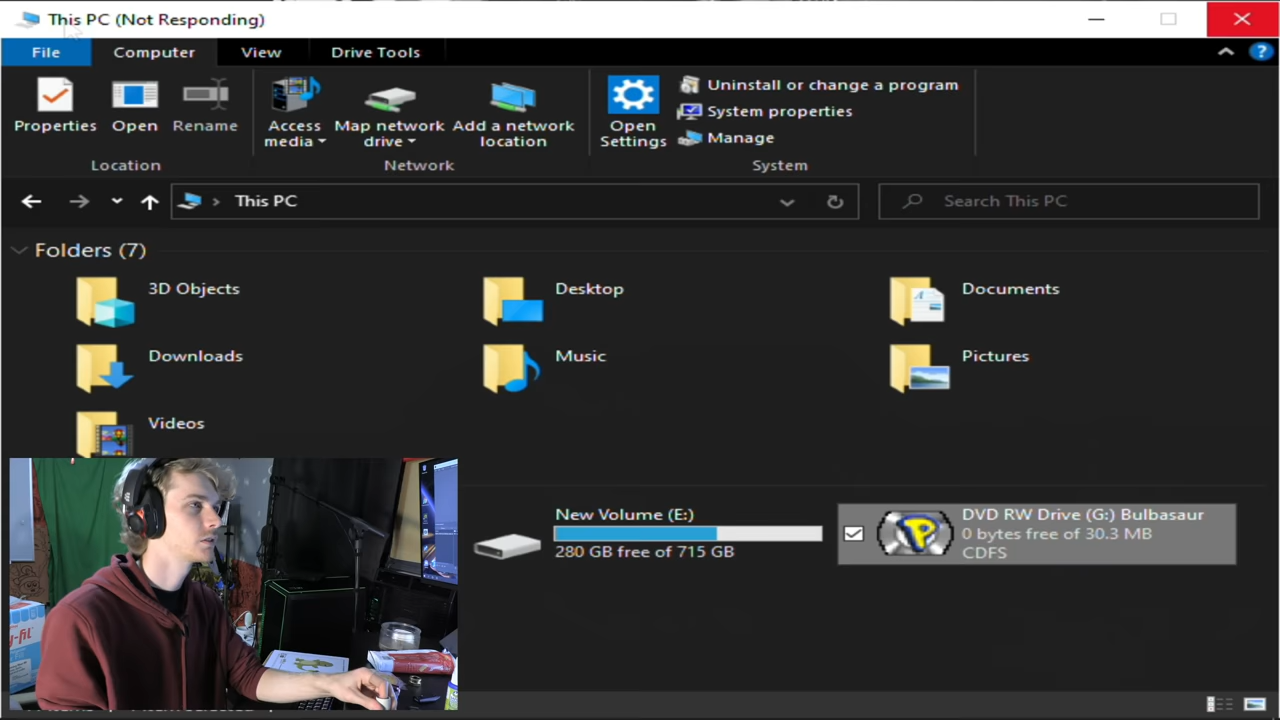 This PC (Not Responding)
File Computer View Drive Tools
Properties Open Rename
Access media
Map network drive
Add a network location
Open Settings
Uninstall or change a program
System properties
Manage
Location Network System
This PC
Search This PC
Folders (7)
3D Objects Desktop Documents
Downloads Music Pictures
Videos
New Volume (E:)
280 GB free of 715 GB
DVD RW Drive (G:) Bulbasaur
0 bytes free of 30.3 MB
CDFS